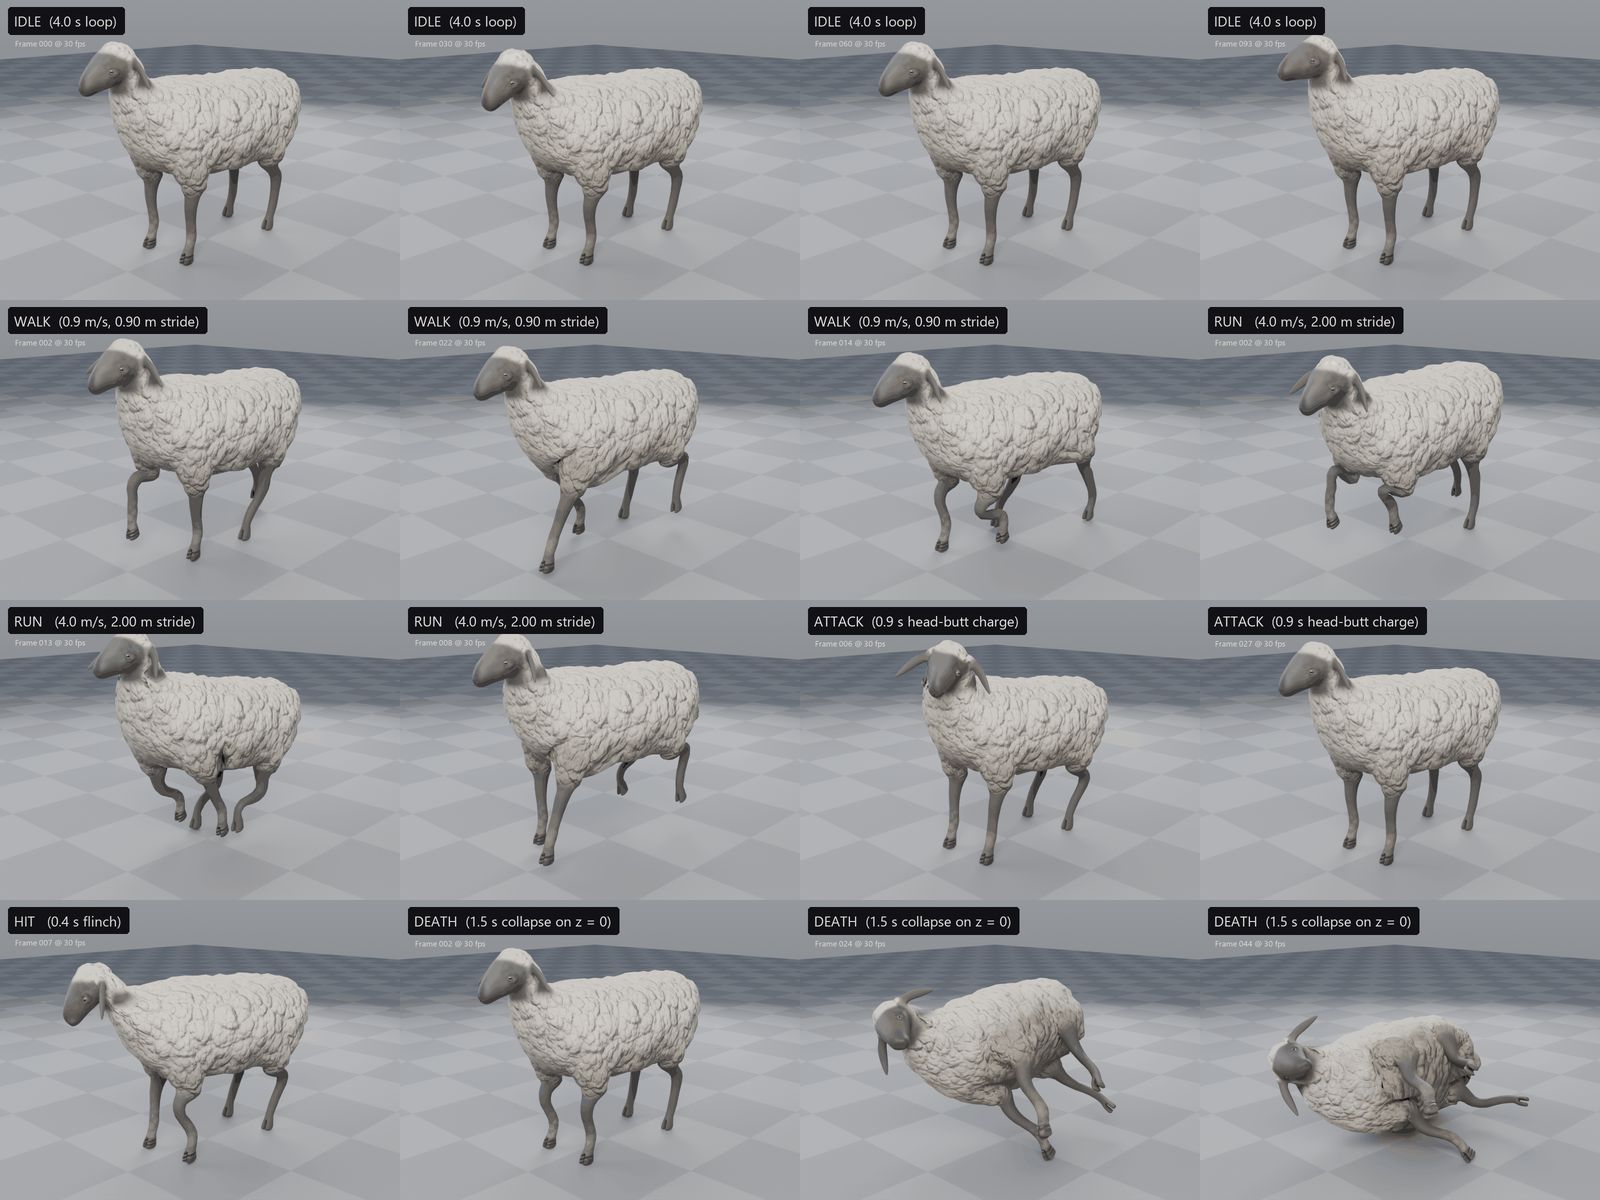 IDLE (4.0 s loop)
Frame 000 @ 30 fps
IDLE (4.0 s loop)
Frame 030 @ 30 fps
IDLE (4.0 s loop)
Frame 060 @ 30 fps
IDLE (4.0 s loop)
Frame 093 @ 30 fps
WALK (0.9 m/s, 0.90 m stride)
Frame 002 @ 30 fps
WALK (0.9 m/s, 0.90 m stride)
Frame 022 @ 30 fps
WALK (0.9 m/s, 0.90 m stride)
Frame 014 @ 30 fps
RUN (4.0 m/s, 2.00 m stride)
Frame 002 @ 30 fps
RUN (4.0 m/s, 2.00 m stride)
Frame 013 @ 30 fps
RUN (4.0 m/s, 2.00 m stride)
Frame 008 @ 30 fps
ATTACK (0.9 s head-butt charge)
Frame 006 @ 30 fps
ATTACK (0.9 s head-butt charge)
Frame 027 @ 30 fps
HIT (0.4 s flinch)
Frame 007 @ 30 fps
DEATH (1.5 s collapse on z = 0)
Frame 002 @ 30 fps
DEATH (1.5 s collapse on z = 0)
Frame 024 @ 30 fps
DEATH (1.5 s collapse on z = 0)
Frame 044 @ 30 fps